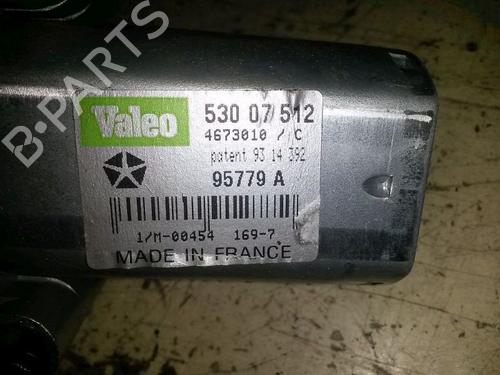 B-PARTS
Valeo
530 07 512
4673010 / C
patent 93 14 392
95779 A
1/M-00454 169-7
MADE IN FRANCE